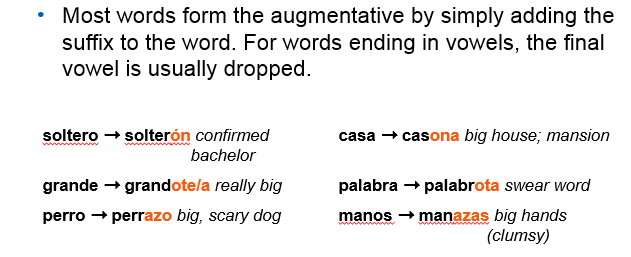 • Most words form the augmentative by simply adding the
suffix to the word. For words ending in vowels, the final
vowel is usually dropped.
soltero → solterón confirmed
bachelor
casa → casona big house; mansion
grande → grandote/a really big
palabra → palabrota swear word
perro → perrazo big, scary dog
manos → manazas big hands
(clumsy)